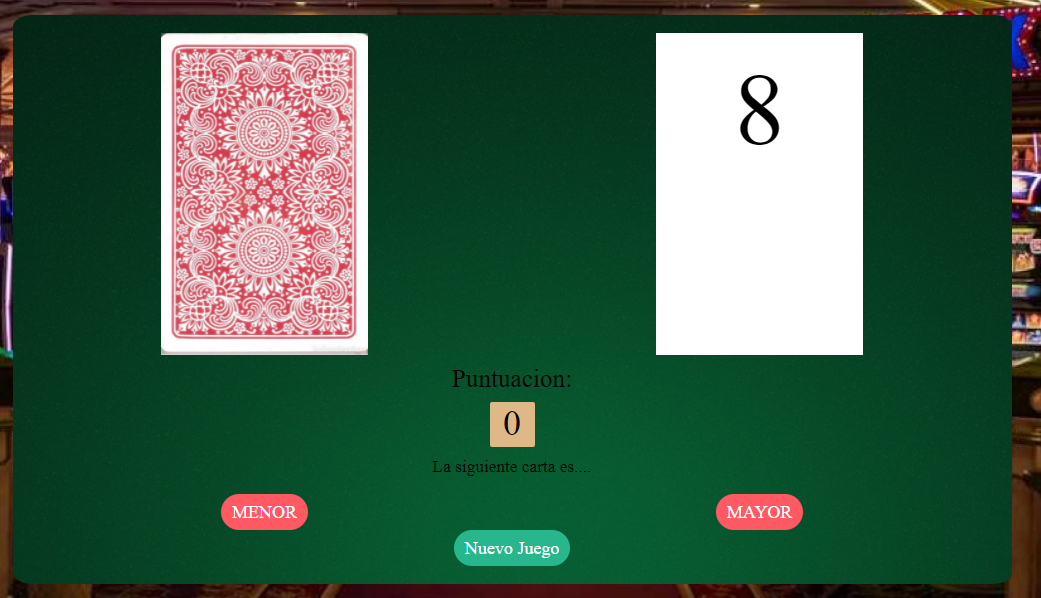 8
Puntuacion:
0
La siguiente carta es....
MENOR
MAYOR
Nuevo Juego